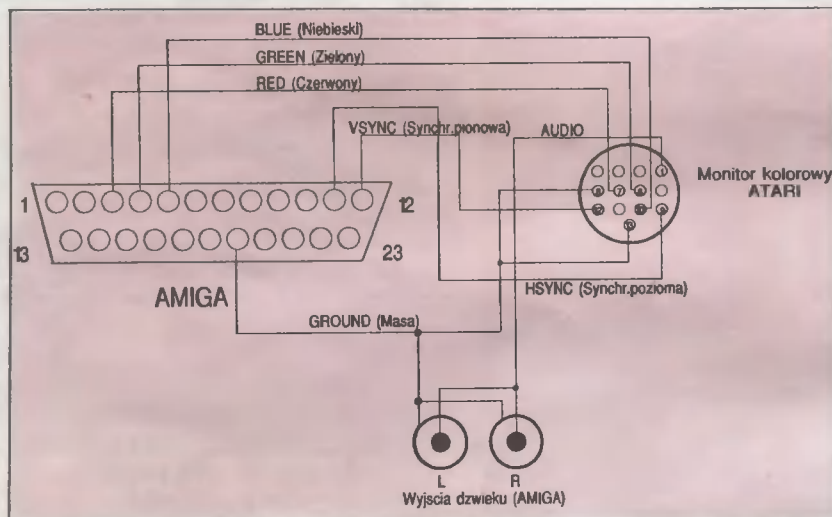 BLUE (Niebieski)
GREEN (Zielony)
RED (Czerwony)
VSYNC (Synchr.pionowa)
AUDIO
Monitor kolorowy
ATARI
1
12
13
23
AMIGA
HSYNC (Synchr.pozioma)
GROUND (Masa)
L
R
Wyjscia dzwieku (AMIGA)